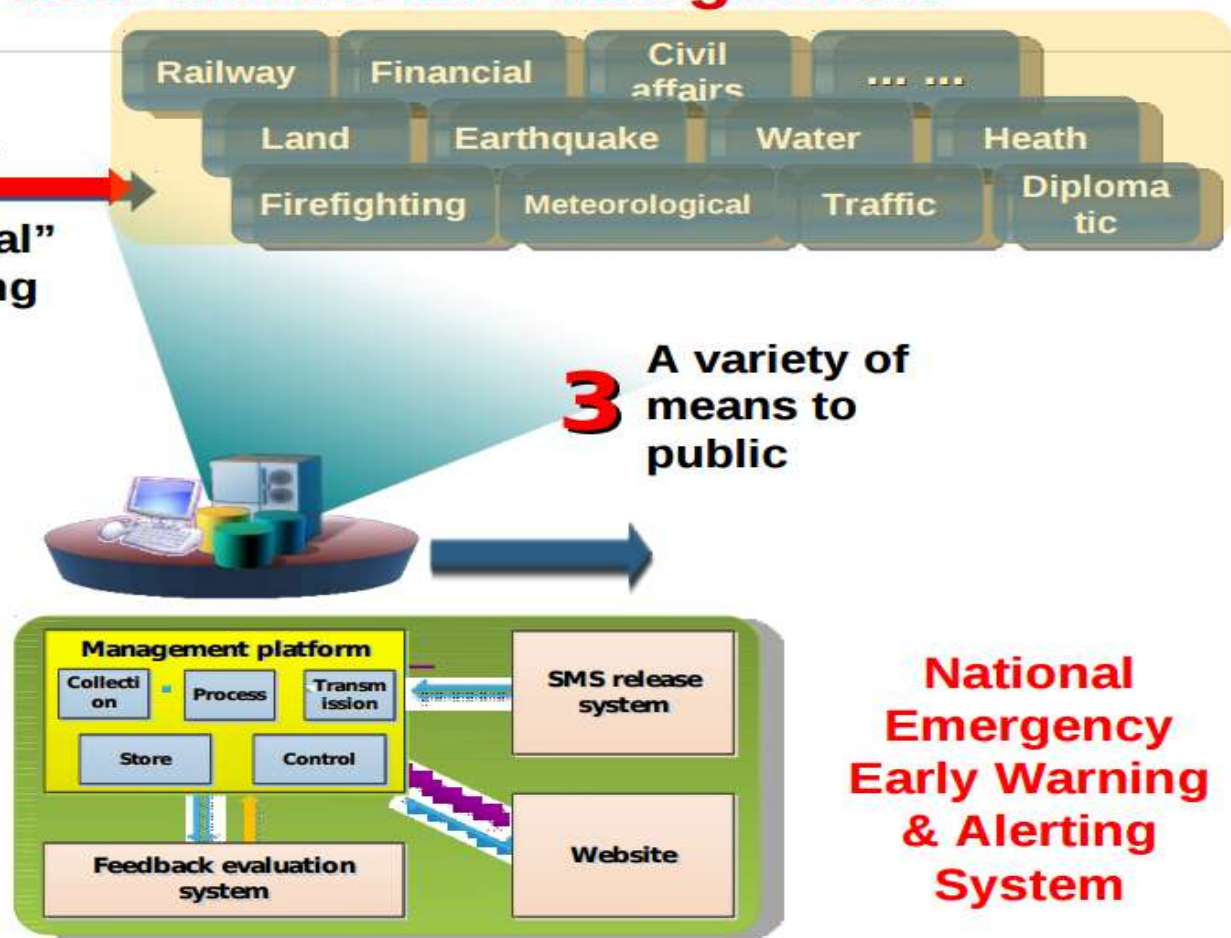 Railway
Financial
Civil
affairs
... ...
Land
Earthquake
Water
Heath
Firefighting
Meteorological
Traffic
Diploma
tic
al”
ng
3
A variety of
means to
public
Management platform
Collecti
on
Process
Transm
ission
Store
Control
SMS release
system
Feedback evaluation
system
Website
National
Emergency
Early Warning
& Alerting
System